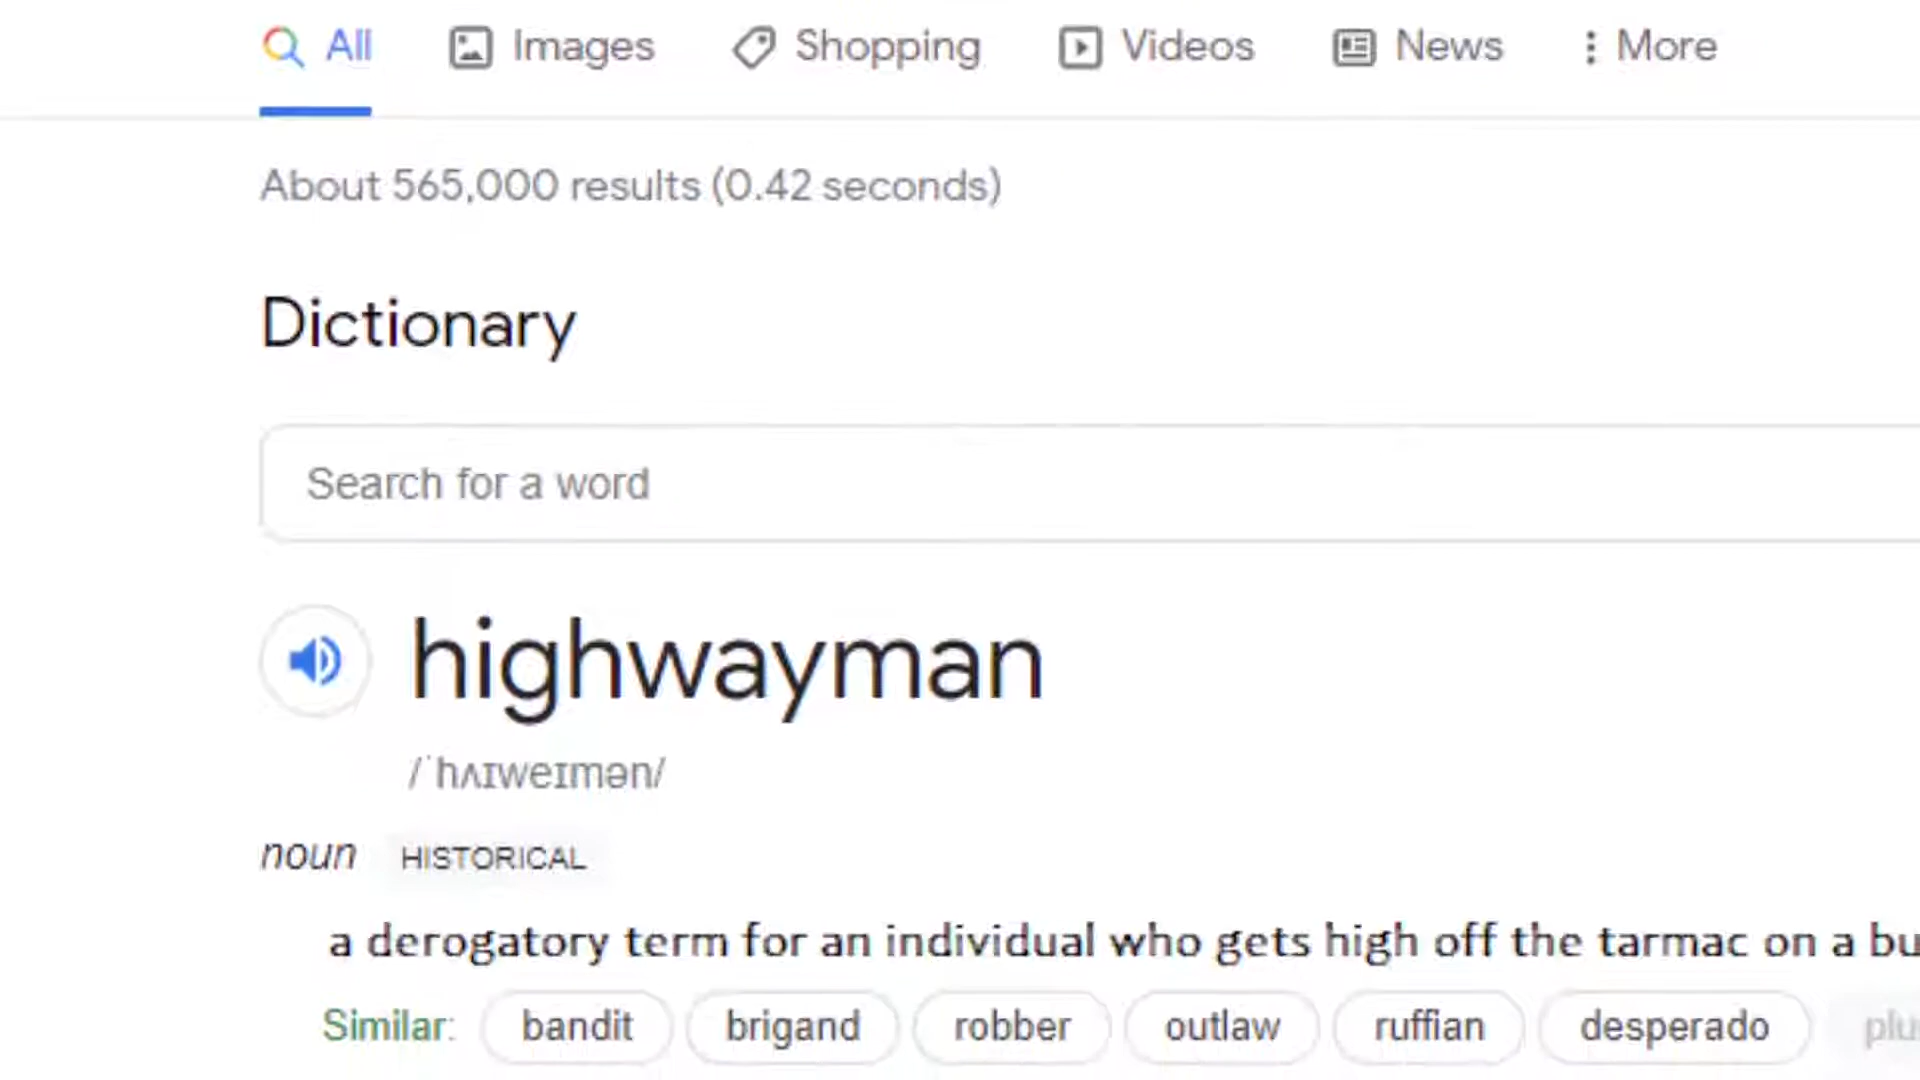 All Images Shopping Videos News More
About 565,000 results (0.42 seconds)
Dictionary
Search for a word
highwayman
/ˈhʌɪweɪmən/
noun HISTORICAL
a derogatory term for an individual who gets high off the tarmac on a bu
Similar: bandit brigand robber outlaw ruffian desperado plu